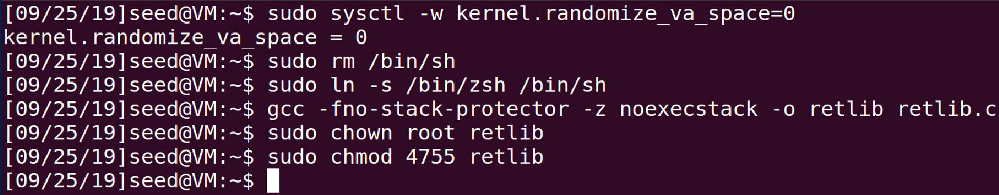 [09/25/19]seed@VM:~$ sudo sysctl -w kernel.randomize_va_space=0
kernel.randomize_va_space = 0
[09/25/19]seed@VM:~$ sudo rm /bin/sh
[09/25/19]seed@VM:~$ sudo ln -s /bin/zsh /bin/sh
[09/25/19]seed@VM:~$ gcc -fno-stack-protector -z noexecstack -o retlib retlib.c
[09/25/19]seed@VM:~$ sudo chown root retlib
[09/25/19]seed@VM:~$ sudo chmod 4755 retlib
[09/25/19]seed@VM:~$